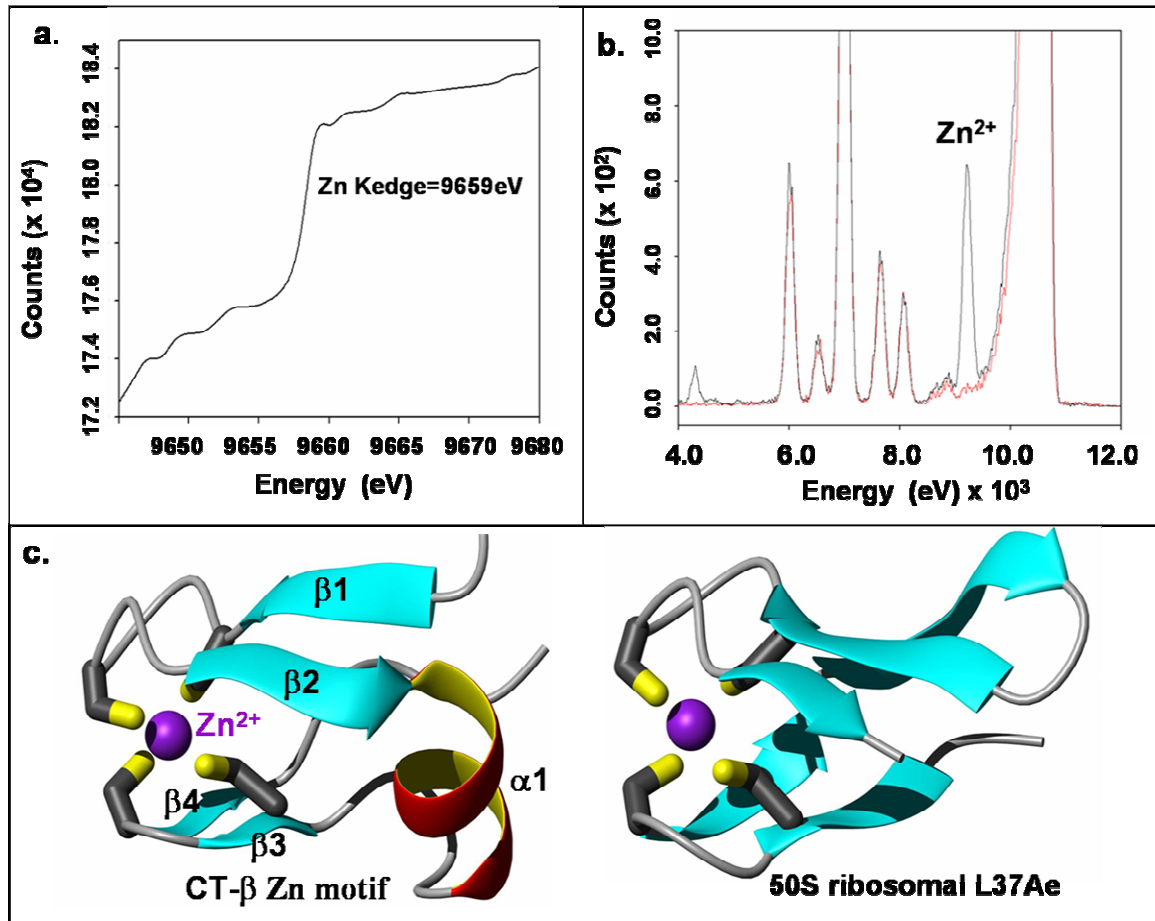 a.
Counts (x 10⁴)
18.4
18.2
18.0
17.8
17.6
17.4
17.2
Zn Kedge=9659eV
9650 9655 9660 9665 9670 9680
Energy (eV)
b.
Counts (x 10²)
10.0
8.0
6.0
4.0
2.0
0.0
Zn²⁺
4.0 6.0 8.0 10.0 12.0
Energy (eV) x 10³
c.
β1
β2
Zn²⁺
α1
β4
β3
CT-β Zn motif
50S ribosomal L37Ae